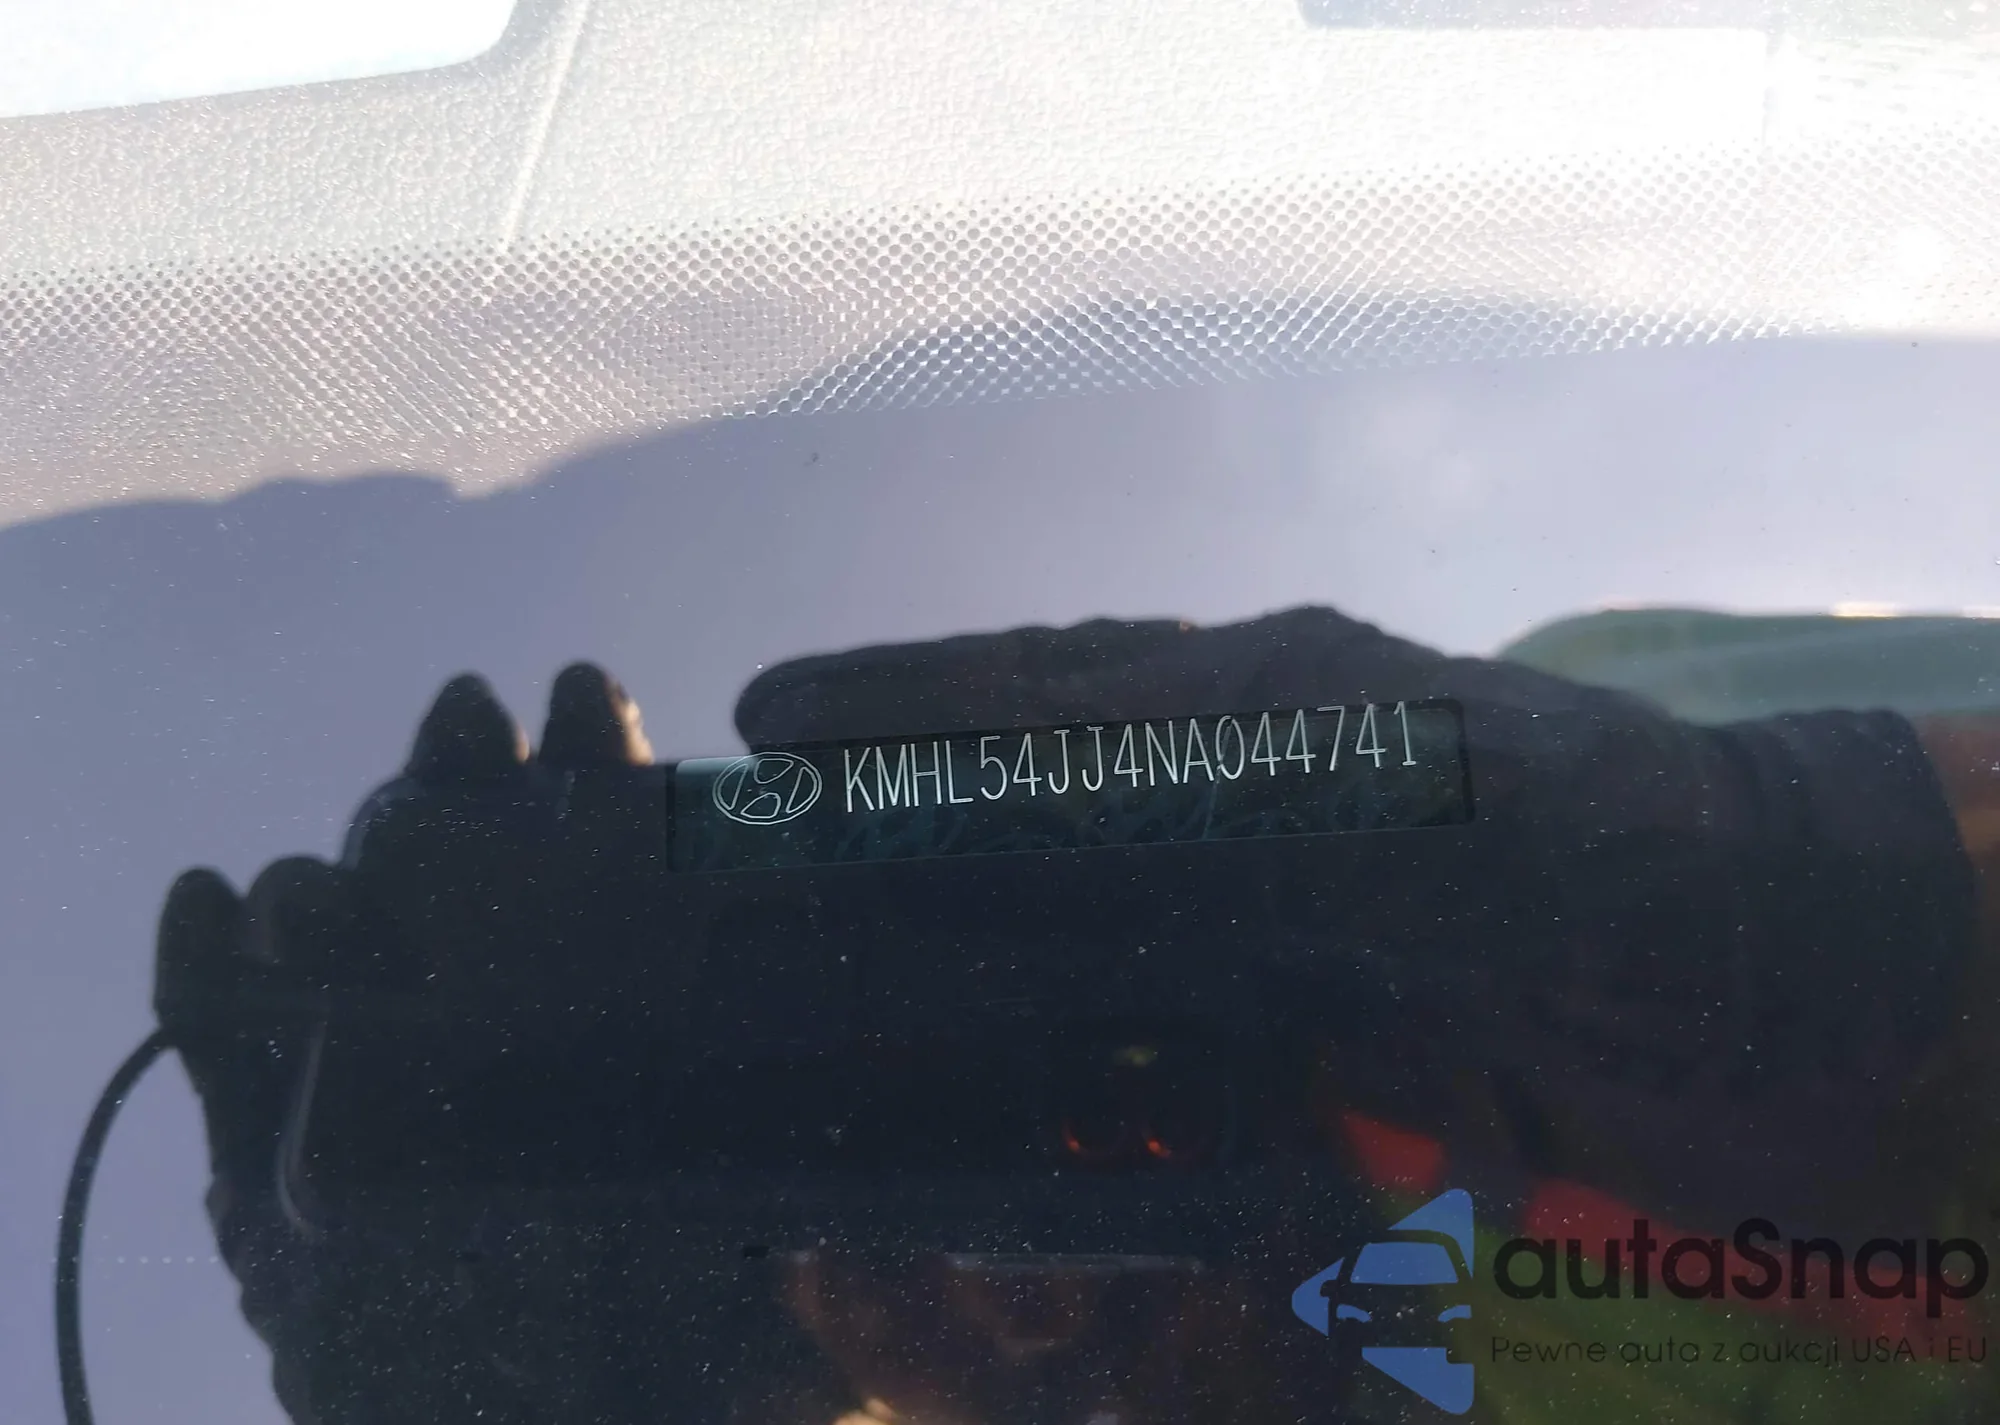 KMHL54JJ4NA044741
autaSnap
Pewne auta z aukcji USA i EU